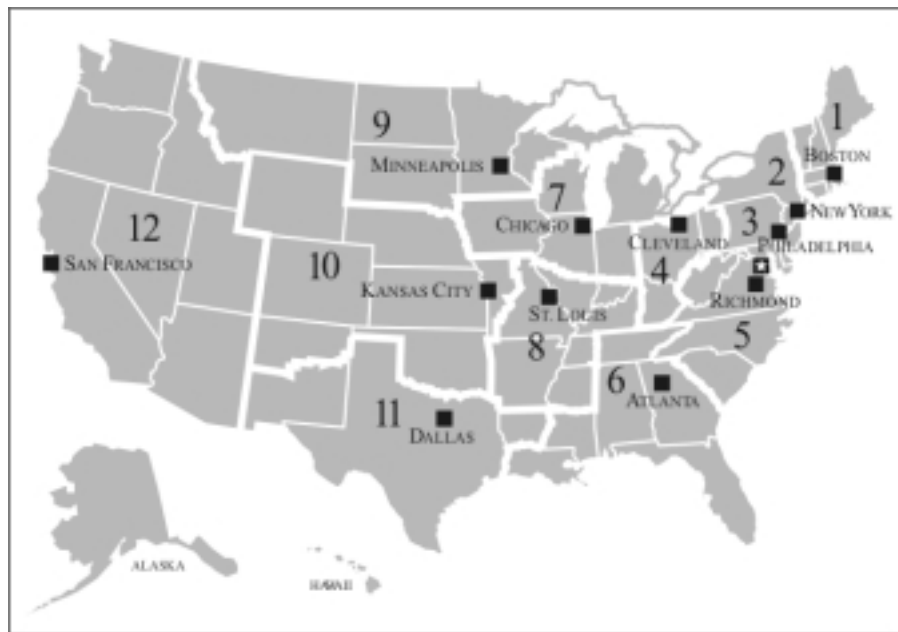 9
1
MINNEAPOLIS
BOSTON
2
7
NEW YORK
12
CHICAGO
3
CLEVELAND
PHILADELPHIA
SAN FRANCISCO
10
4
KANSAS CITY
RICHMOND
ST. LOUIS
5
8
6
ATLANTA
11
DALLAS
ALASKA
HAWAII